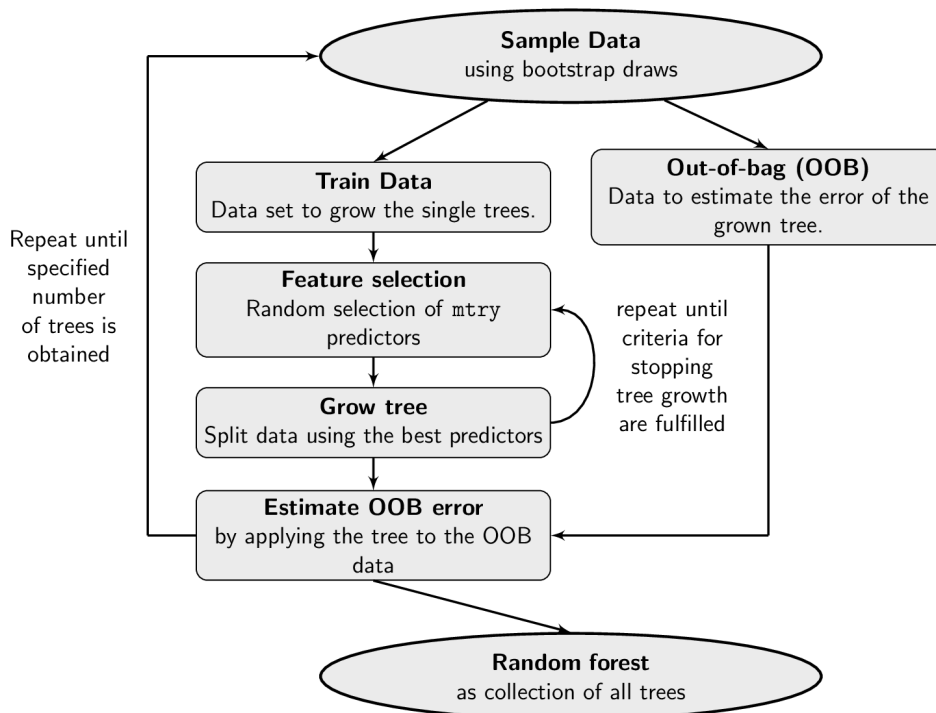 Sample Data
using bootstrap draws
Train Data
Data set to grow the single trees.
Out-of-bag (OOB)
Data to estimate the error of the
grown tree.
Repeat until
specified
number
of trees is
obtained
Feature selection
Random selection of mtry
predictors
repeat until
criteria for
stopping
tree growth
are fulfilled
Grow tree
Split data using the best predictors
Estimate OOB error
by applying the tree to the OOB
data
Random forest
as collection of all trees